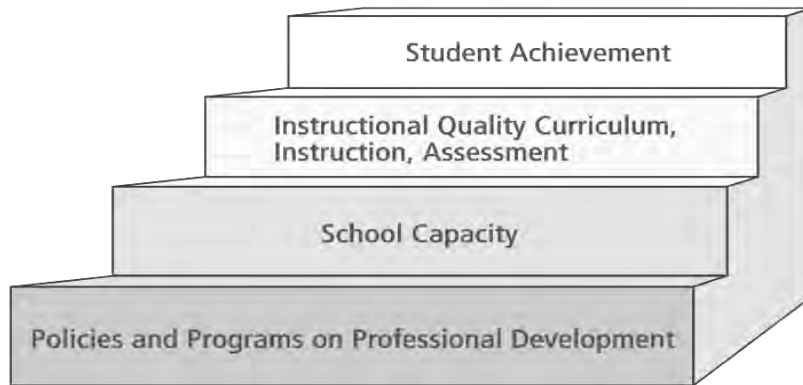 Student Achievement
Instructional Quality Curriculum,
Instruction, Assessment
School Capacity
Policies and Programs on Professional Development